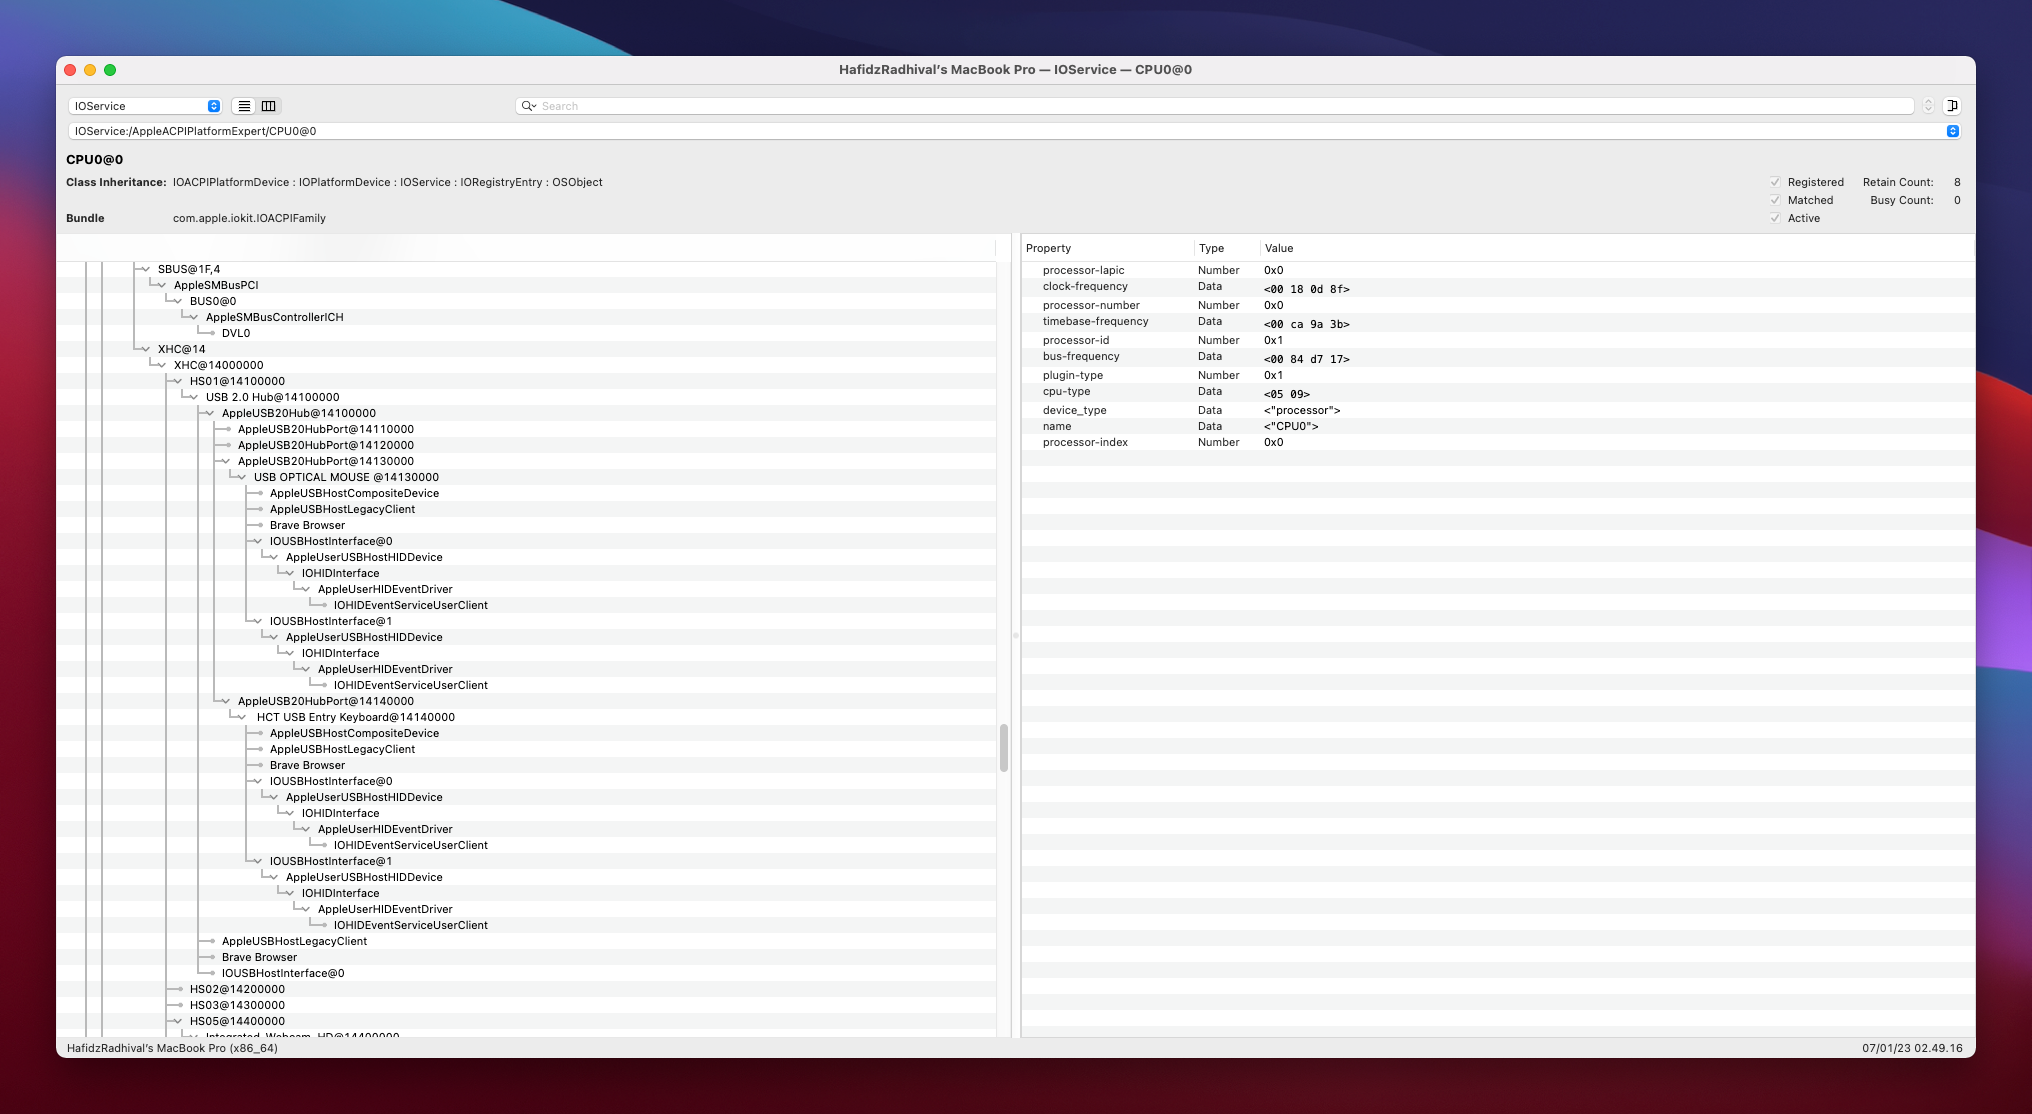 HafidzRadhival's MacBook Pro — IOService — CPU0@0
IOService
Search
IOService:/AppleACPIPlatformExpert/CPU0@0
CPU0@0
Class Inheritance: IOACPIPlatformDevice : IOPlatformDevice : IOService : IORegistryEntry : OSObject
Registered Retain Count: 8
Matched Busy Count: 0
Bundle com.apple.iokit.IOACPIFamily
Active
SBUS@1F,4
AppleSMBusPCI
BUS0@0
AppleSMBusControllerICH
DVL0
XHC@14
XHC@14000000
HS01@14100000
USB 2.0 Hub@14100000
AppleUSB20Hub@14100000
AppleUSB20HubPort@14110000
AppleUSB20HubPort@14120000
AppleUSB20HubPort@14130000
USB OPTICAL MOUSE @14130000
AppleUSBHostCompositeDevice
AppleUSBHostLegacyClient
Brave Browser
IOUSBHostInterface@0
AppleUserUSBHostHIDDevice
IOHIDInterface
AppleUserHIDEventDriver
IOHIDEventServiceUserClient
IOUSBHostInterface@1
AppleUserUSBHostHIDDevice
IOHIDInterface
AppleUserHIDEventDriver
IOHIDEventServiceUserClient
AppleUSB20HubPort@14140000
HCT USB Entry Keyboard@14140000
AppleUSBHostCompositeDevice
AppleUSBHostLegacyClient
Brave Browser
IOUSBHostInterface@0
AppleUserUSBHostHIDDevice
IOHIDInterface
AppleUserHIDEventDriver
IOHIDEventServiceUserClient
IOUSBHostInterface@1
AppleUserUSBHostHIDDevice
IOHIDInterface
AppleUserHIDEventDriver
IOHIDEventServiceUserClient
AppleUSBHostLegacyClient
Brave Browser
IOUSBHostInterface@0
HS02@14200000
HS03@14300000
HS05@14400000
Integrated_Webcam_HD@14400000
Property Type Value
processor-lapic Number 0x0
clock-frequency Data <00 18 0d 8f>
processor-number Number 0x0
timebase-frequency Data <00 ca 9a 3b>
processor-id Number 0x1
bus-frequency Data <00 84 d7 17>
plugin-type Number 0x1
cpu-type Data <05 09>
device_type Data <"processor">
name Data <"CPU0">
processor-index Number 0x0
HafidzRadhival's MacBook Pro (x86_64)
07/01/23 02.49.16